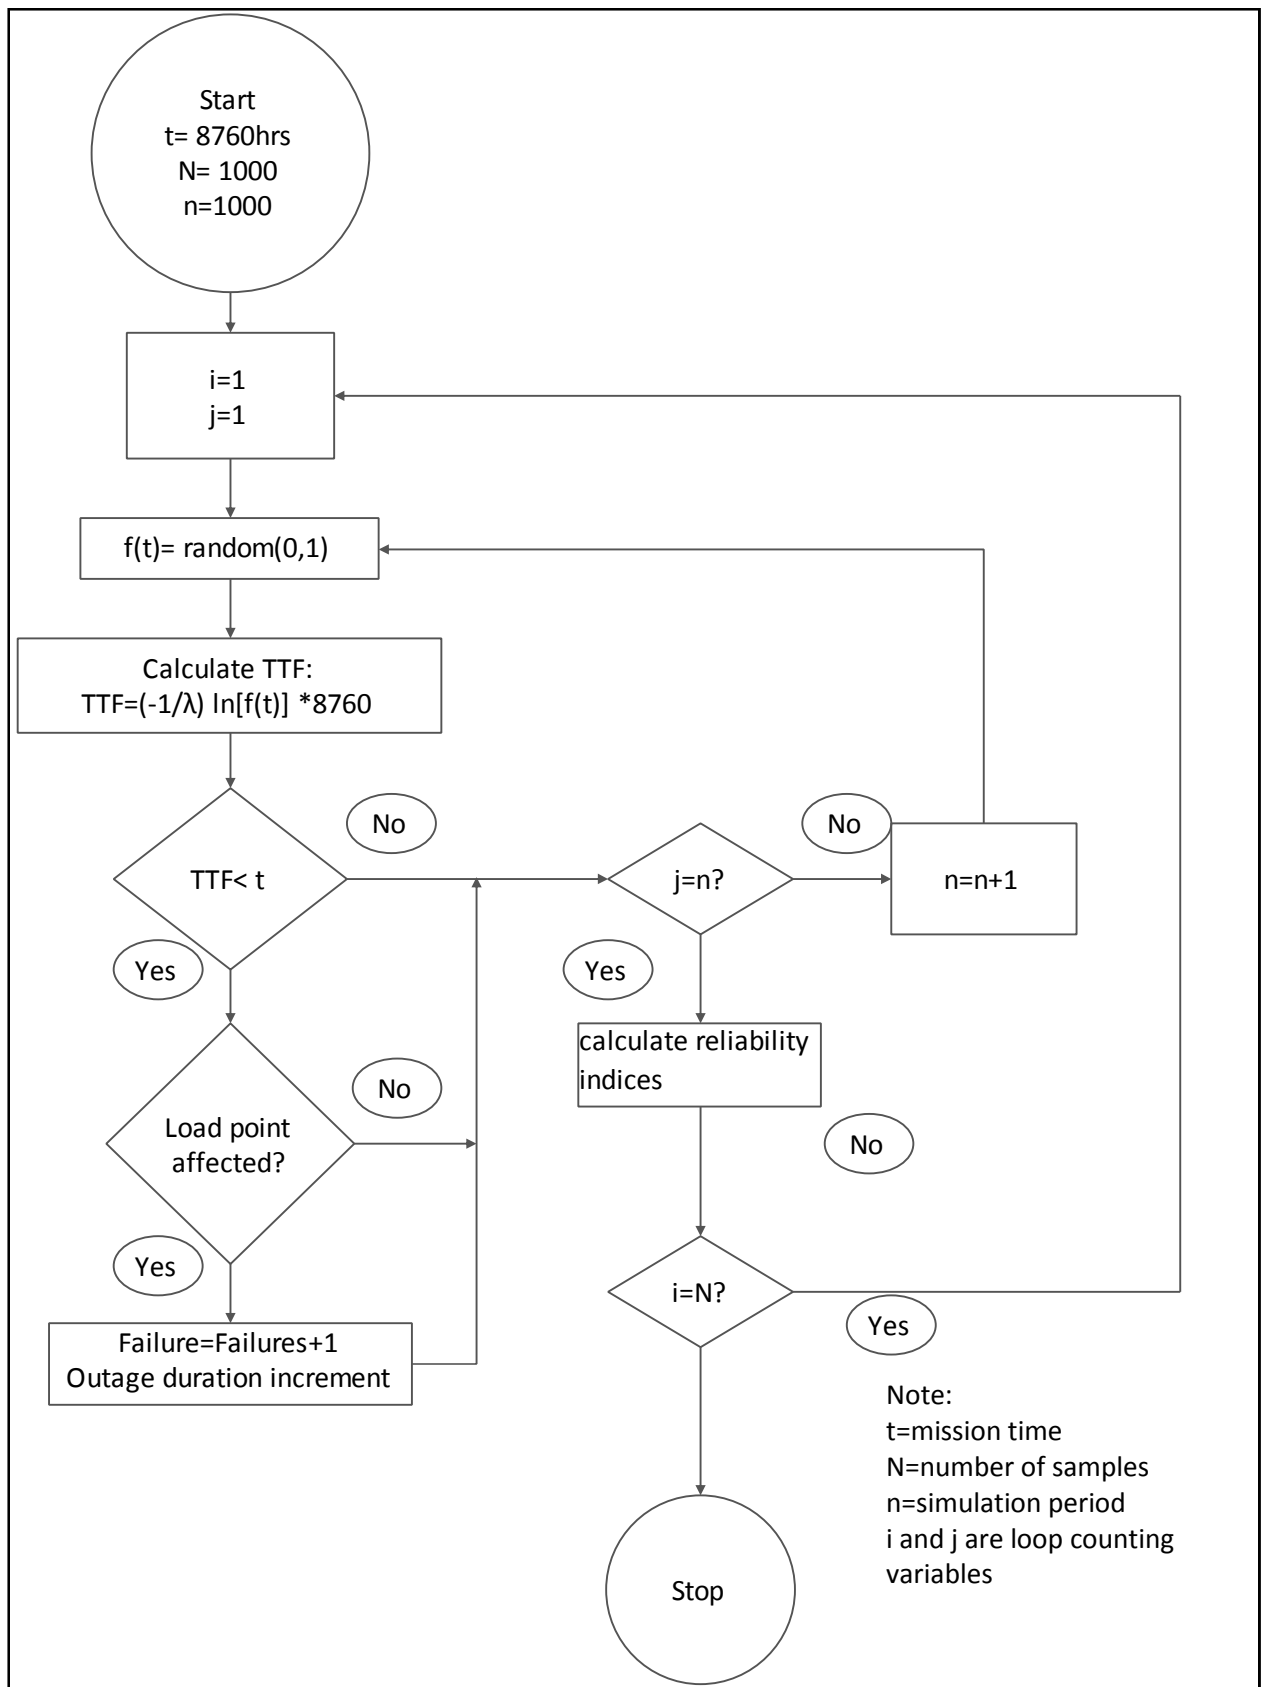 Start
t= 8760hrs
N= 1000
n=1000
i=1
j=1
f(t)= random(0,1)
Calculate TTF:
TTF=(-1/λ) ln[f(t)] *8760
TTF< t
No
Yes
Load point
affected?
No
Yes
Failure=Failures+1
Outage duration increment
j=n?
No
n=n+1
Yes
calculate reliability
indices
No
i=N?
Yes
Stop
Note:
t=mission time
N=number of samples
n=simulation period
i and j are loop counting
variables